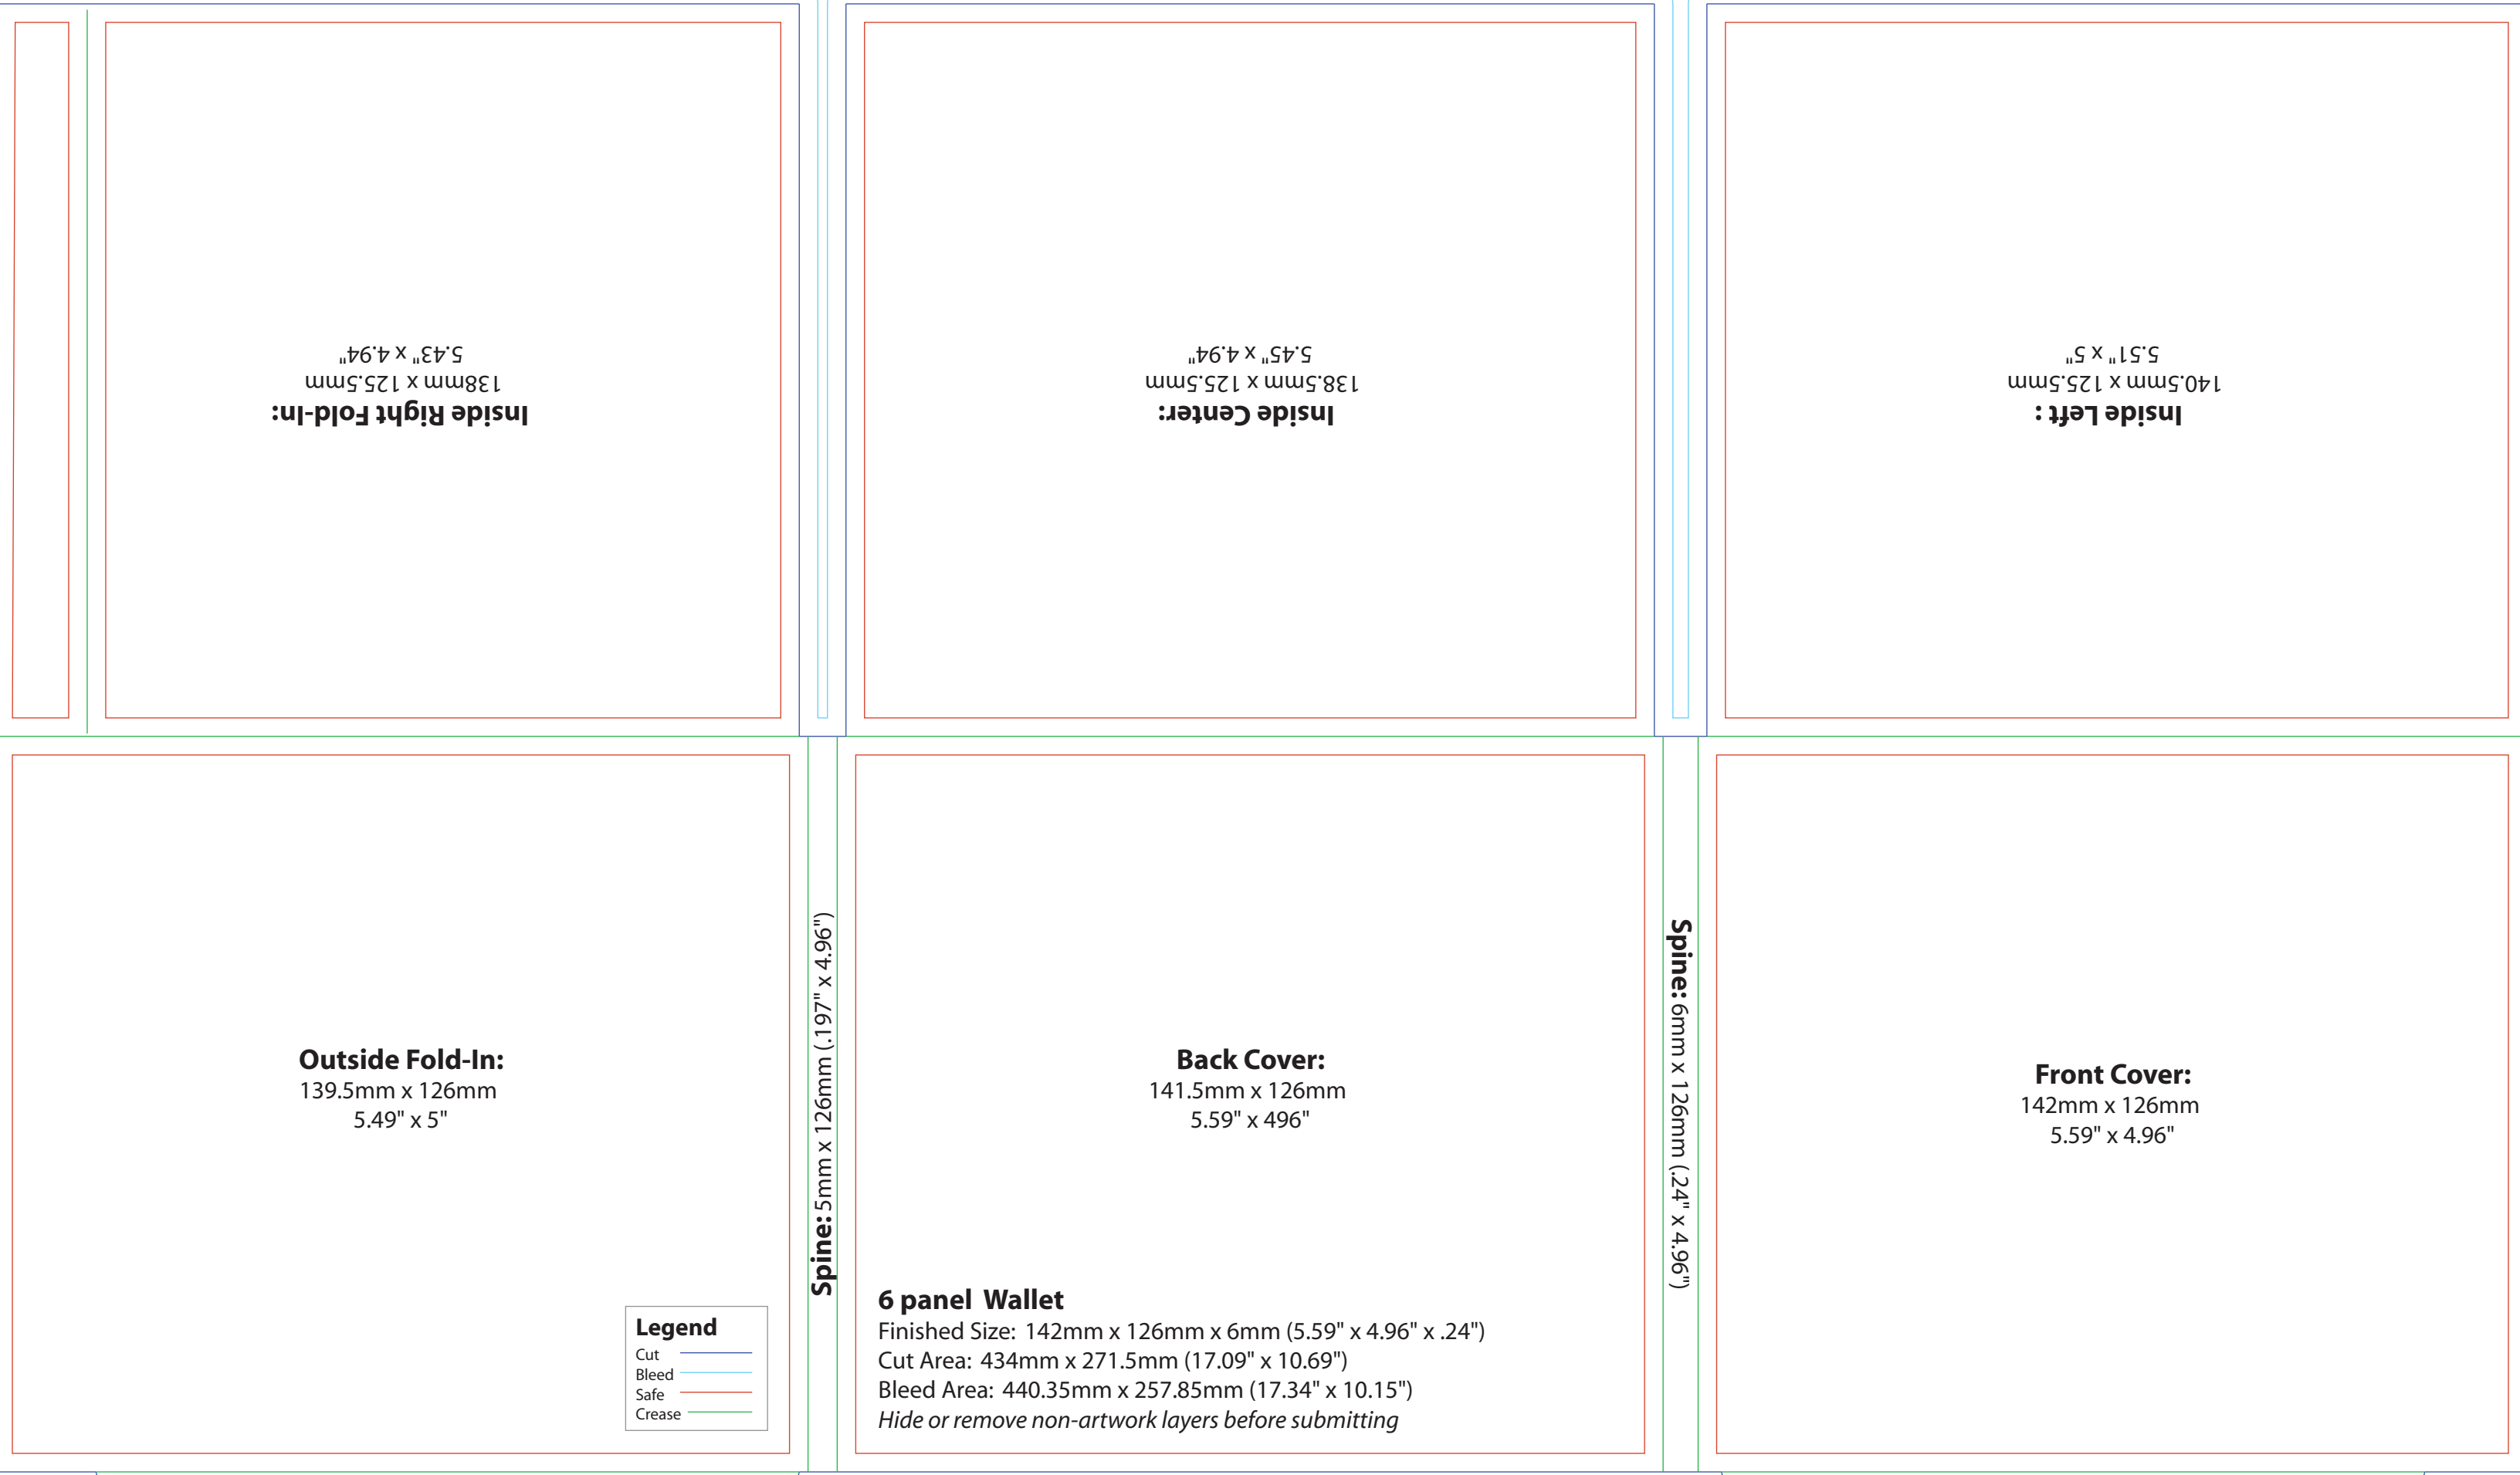 Inside Right Fold-In:
138mm x 125.5mm
5.43" x 4.94"
Inside Center:
138.5mm x 125.5mm
5.45" x 4.94"
Inside Left :
140.5mm x 125.5mm
5.51" x 5"
Outside Fold-In:
139.5mm x 126mm
5.49" x 5"
Legend
Cut
Bleed
Safe
Crease
Spine: 5mm x 126mm (.197" x 4.96")
Back Cover:
141.5mm x 126mm
5.59" x 496"
6 panel  Wallet
Finished Size:  142mm x 126mm x 6mm (5.59" x 4.96" x .24")
Cut Area:  434mm x 271.5mm (17.09" x 10.69")
Bleed Area:  440.35mm x 257.85mm (17.34" x 10.15")
Hide or remove non-artwork layers before submitting
Spine: 6mm x 126mm (.24" x 4.96")
Front Cover:
142mm x 126mm
5.59" x 4.96"